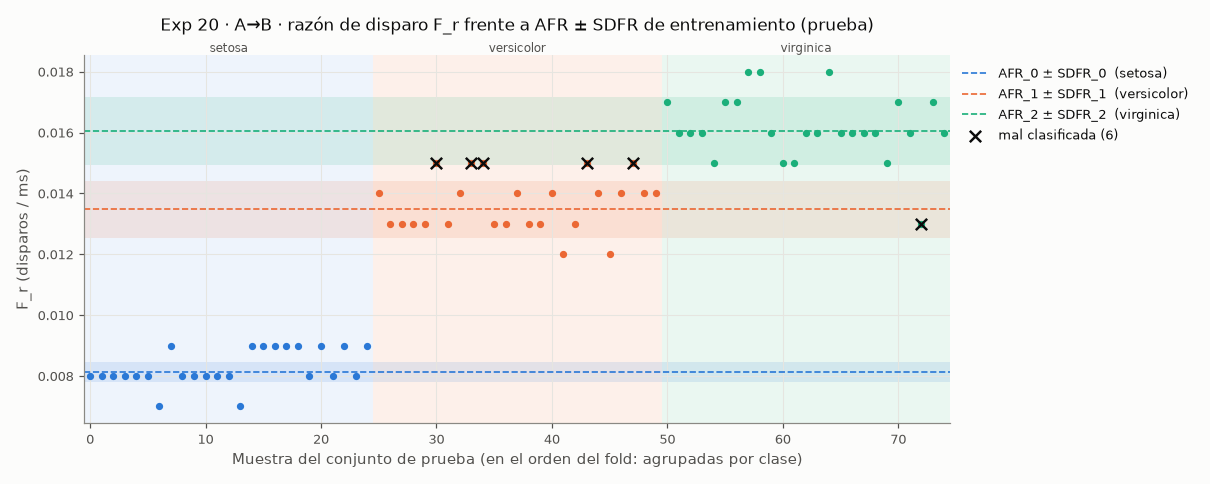 Exp 20 · A→B · razón de disparo F_r frente a AFR ± SDFR de entrenamiento (prueba)
setosa versicolor virginica
0.018
0.016
0.014
0.012
0.010
0.008
F_r (disparos / ms)
0 10 20 30 40 50 60 70
Muestra del conjunto de prueba (en el orden del fold: agrupadas por clase)
AFR_0 ± SDFR_0 (setosa)
AFR_1 ± SDFR_1 (versicolor)
AFR_2 ± SDFR_2 (virginica)
mal clasificada (6)